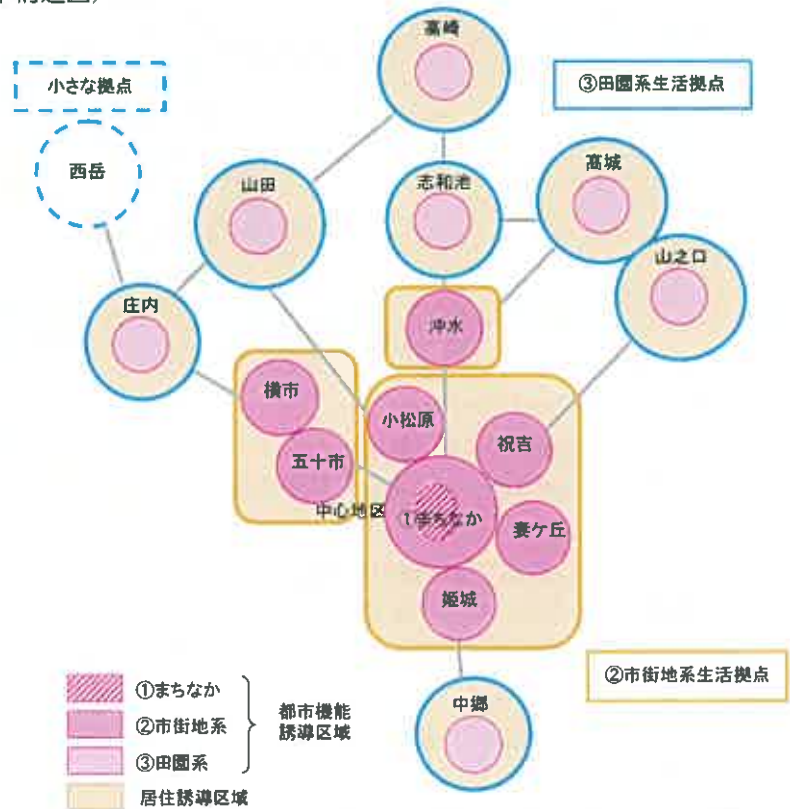 高崎
小さな拠点
③田園系生活拠点
西岳
山田
志和池
高城
山之口
庄内
沖水
横市
小松原
祝吉
五十市
中心地区
①まちなか
妻ケ丘
姫城
②市街地系生活拠点
①まちなか
②市街地系
都市機能
誘導区域
中郷
③田園系
居住誘導区域